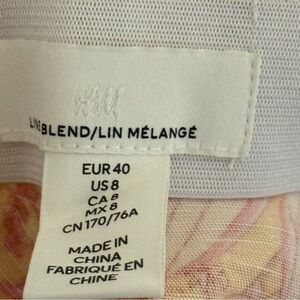 H&M
LINEBLEND/LIN MÉLANGÉ
EUR 40
US 8
CA 8
MX 8
CN 170/76A
MADE IN
CHINA
FABRIQUÉ EN
CHINE